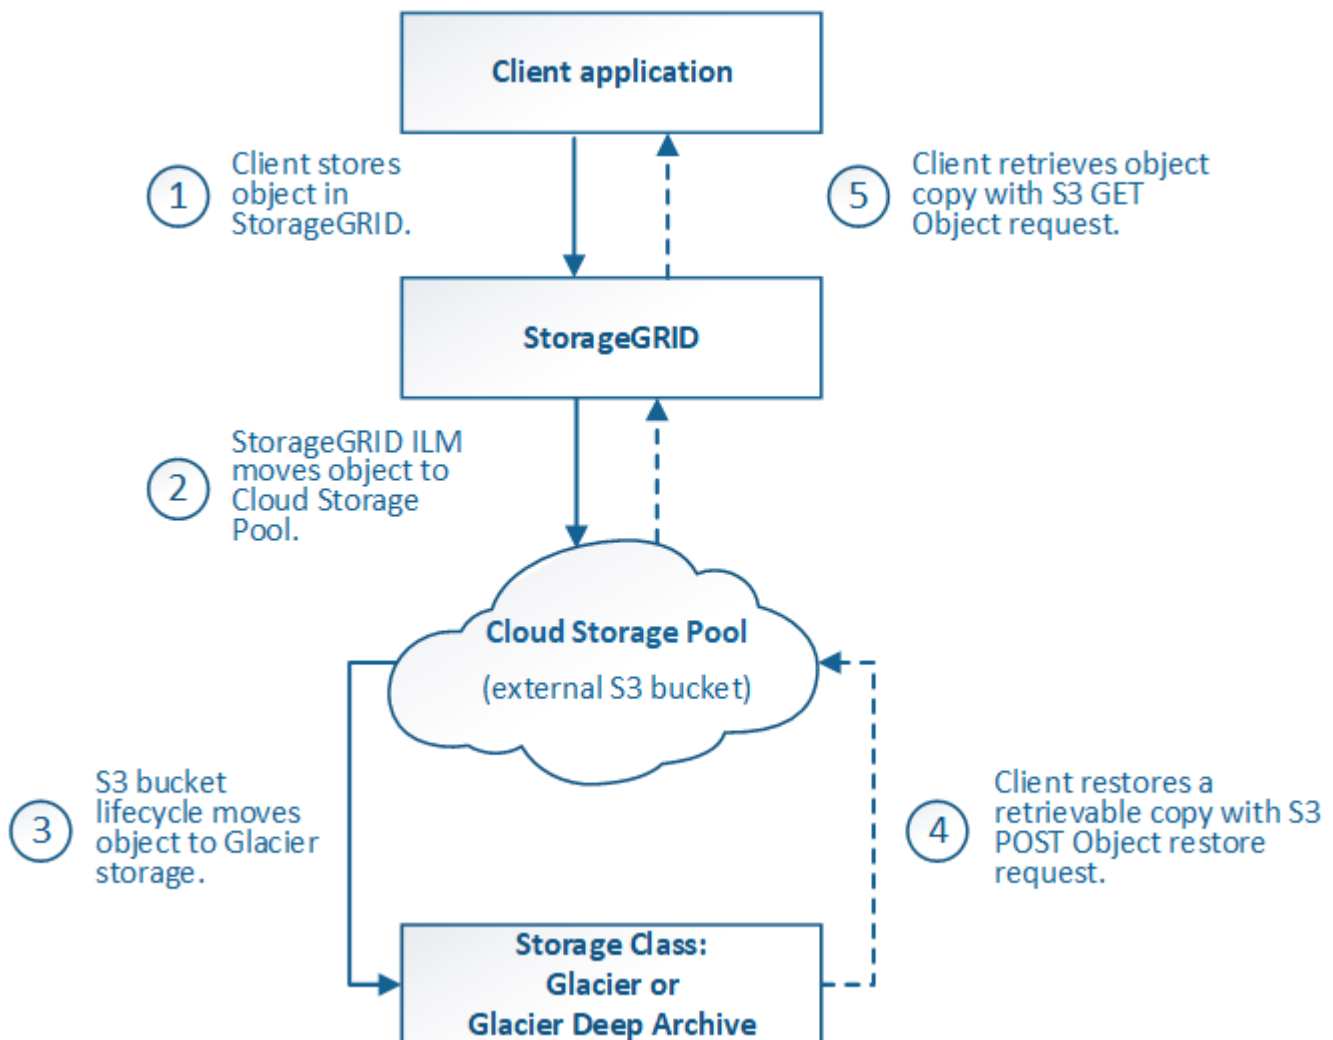 Client application
1
Client stores
object in
StorageGRID.
5
Client retrieves object
copy with S3 GET
Object request.
StorageGRID
2
StorageGRID ILM
moves object to
Cloud Storage
Pool.
Cloud Storage Pool
(external S3 bucket)
3
S3 bucket
lifecycle moves
object to Glacier
storage.
4
Client restores a
retrievable copy with S3
POST Object restore
request.
Storage Class:
Glacier or
Glacier Deep Archive